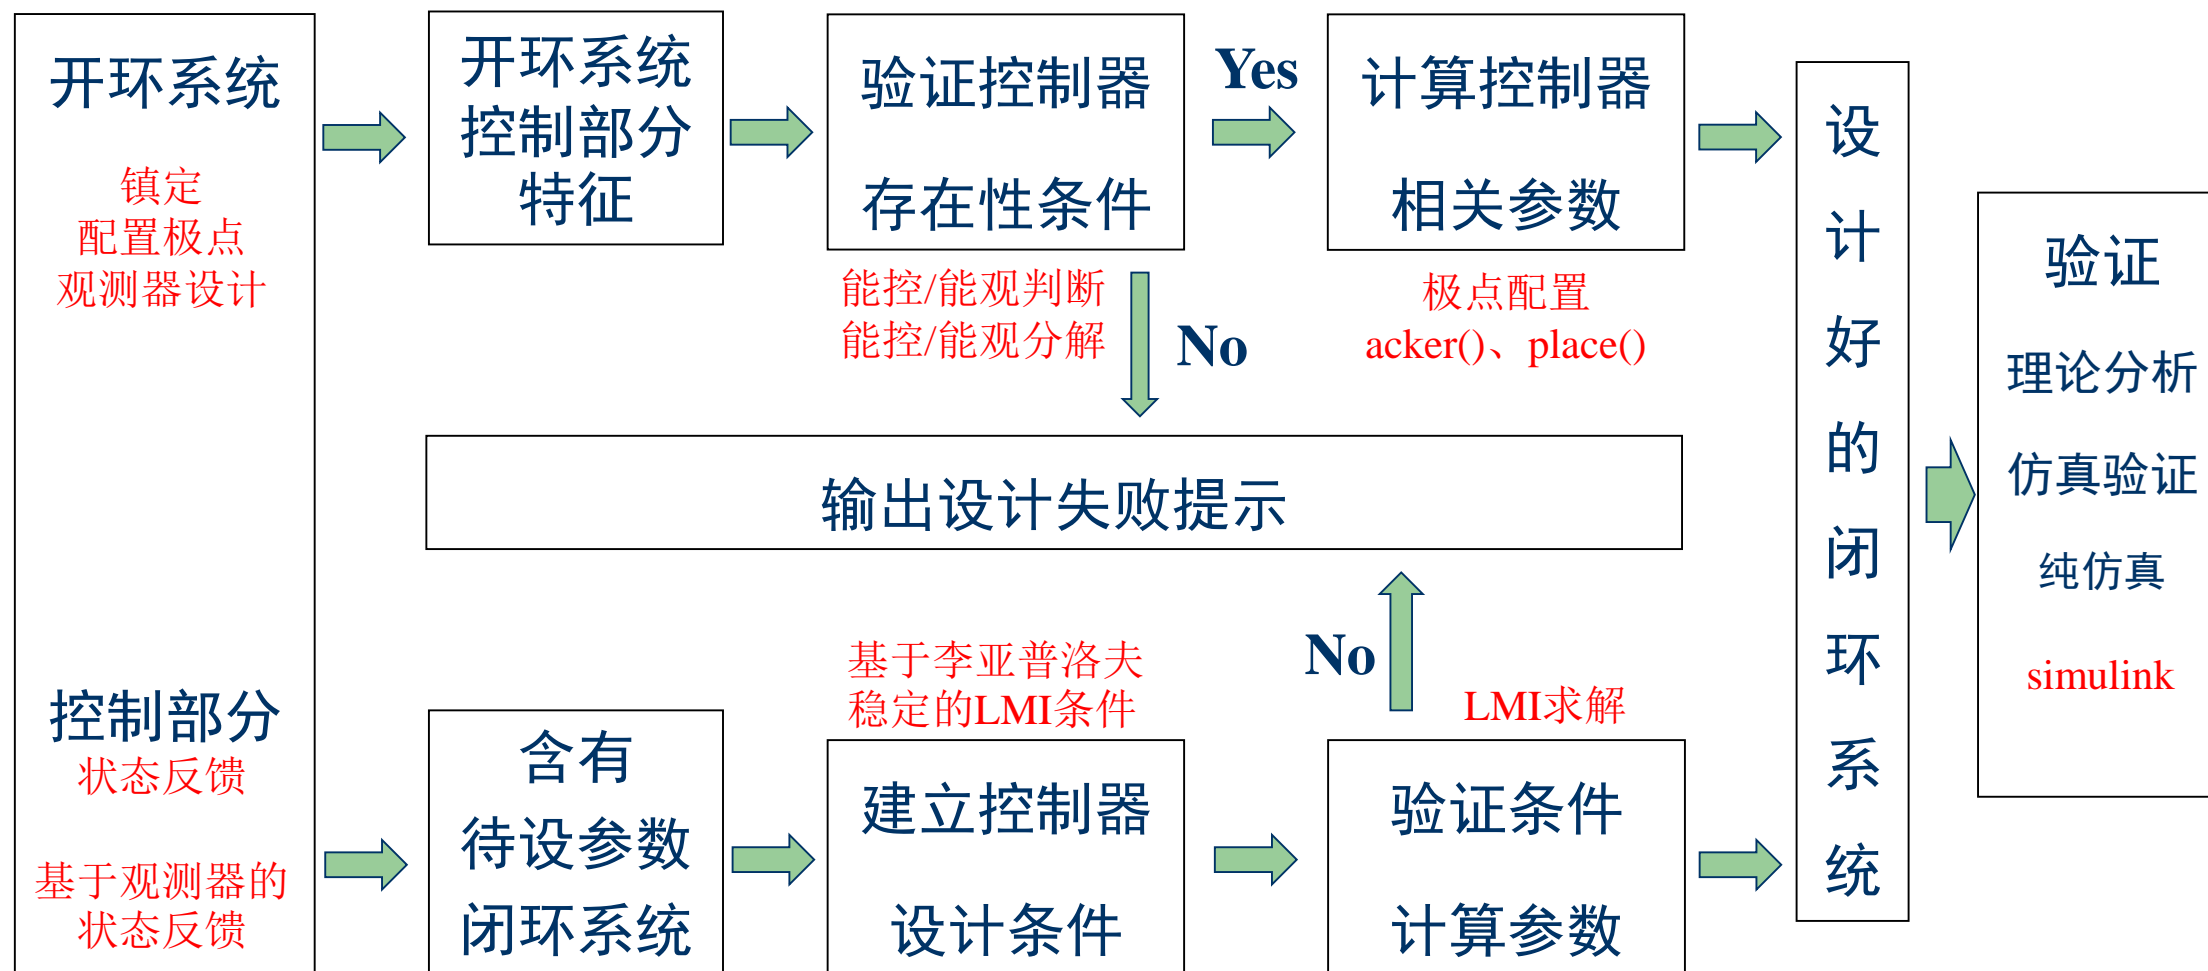 开环系统
镇定
配置极点
观测器设计
控制部分
状态反馈
基于观测器的
状态反馈
开环系统
控制部分
特征
验证控制器
存在性条件
能控/能观判断
能控/能观分解
Yes
No
计算控制器
相关参数
极点配置
acker()、place()
输出设计失败提示
含有
待设参数
闭环系统
基于李亚普洛夫
稳定的LMI条件
建立控制器
设计条件
No
LMI求解
验证条件
计算参数
设
计
好
的
闭
环
系
统
验证
理论分析
仿真验证
纯仿真
simulink